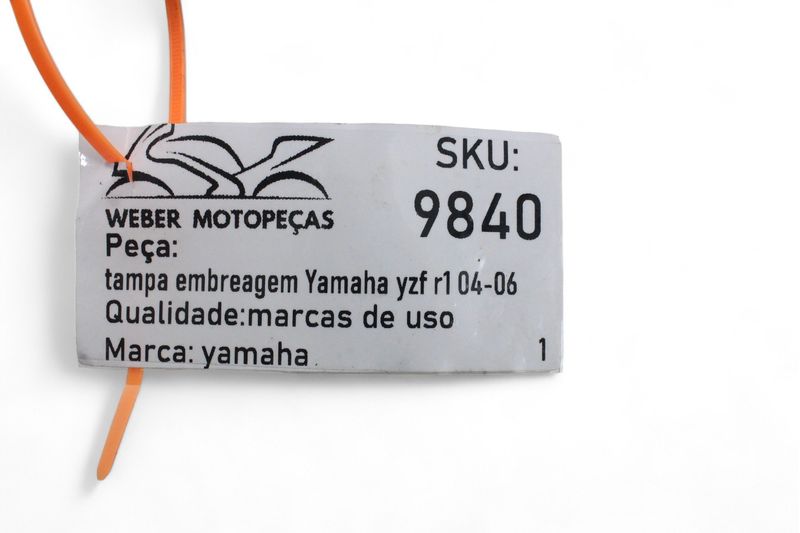 WEBER MOTOPEÇAS
SKU:
9840
Peça:
tampa embreagem Yamaha yzf r1 04-06
Qualidade:marcas de uso
Marca: yamaha
1